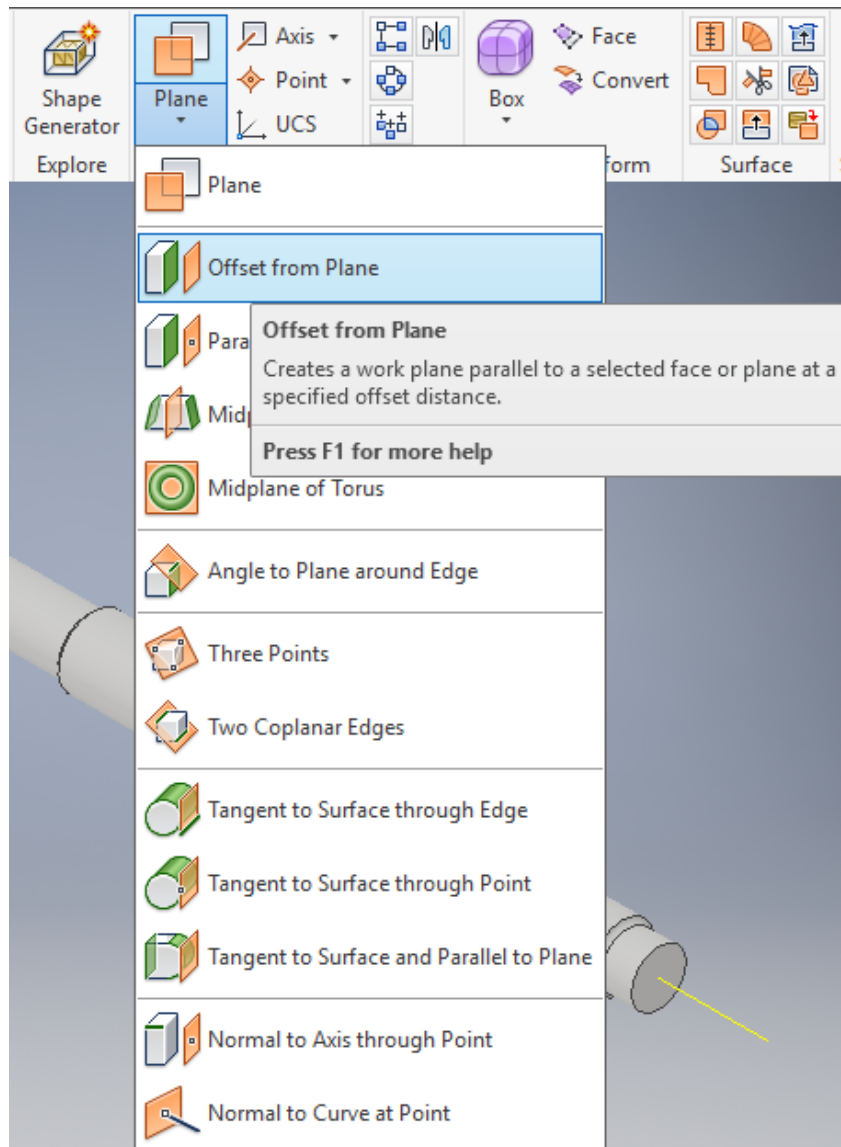 Shape
Generator
Explore
Plane
Axis
Point
UCS
Box
Face
Convert
form
Surface
Plane
Offset from Plane
Para
Offset from Plane
Creates a work plane parallel to a selected face or plane at a
specified offset distance.
Press F1 for more help
Midp
Midplane of Torus
Angle to Plane around Edge
Three Points
Two Coplanar Edges
Tangent to Surface through Edge
Tangent to Surface through Point
Tangent to Surface and Parallel to Plane
Normal to Axis through Point
Normal to Curve at Point